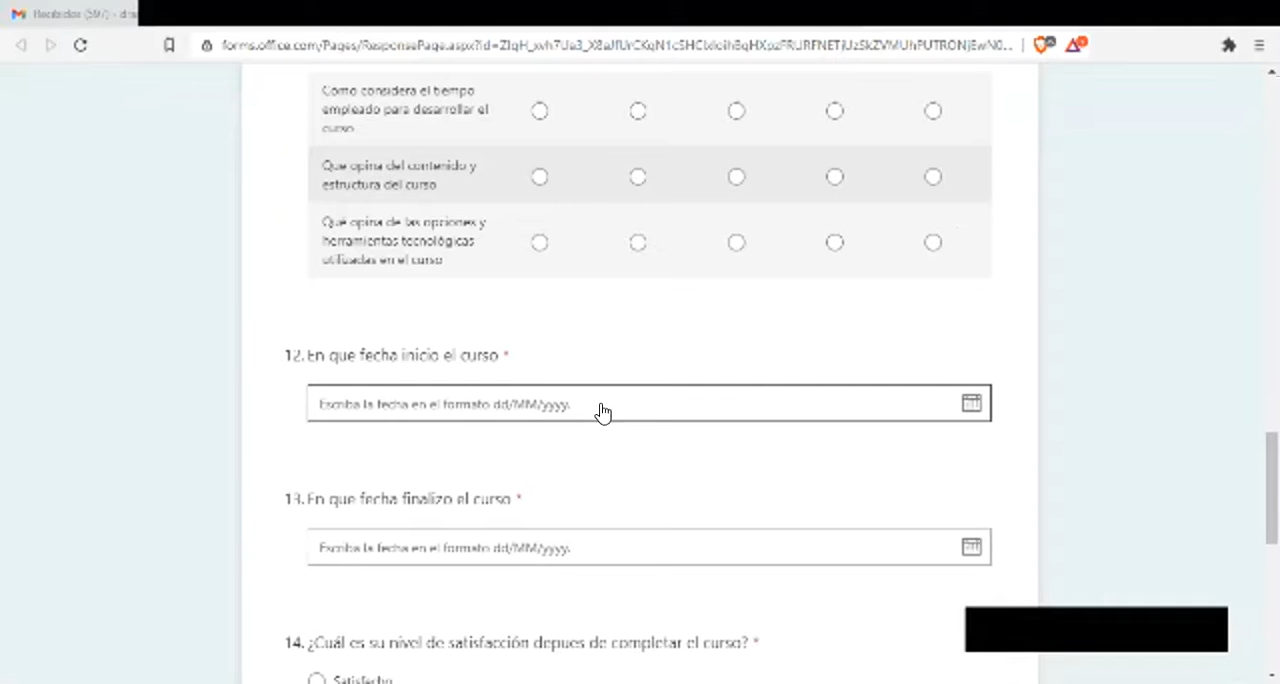 Recibidos (597) -
forms.office.com/Pages/ResponsePage.aspx?id=
Como considera el tiempo
empleado para desarrollar el
curso
Que opina del contenido y
estructura del curso
Qué opina de las opciones y
herramientas tecnológicas
utilizadas en el curso
12. En que fecha inicio el curso *
Escriba la fecha en el formato dd/MM/yyyy.
13. En que fecha finalizo el curso *
Escriba la fecha en el formato dd/MM/yyyy.
14. ¿Cuál es su nivel de satisfacción depues de completar el curso? *
Satisfecho